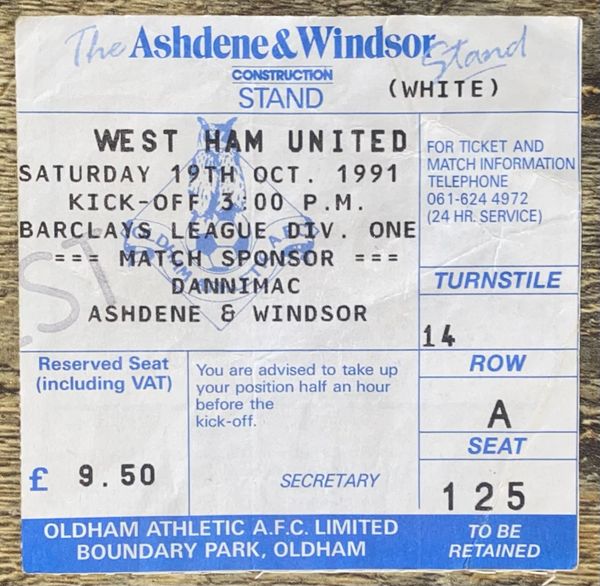 The Ashdene & Windsor Stand
CONSTRUCTION
STAND
(WHITE)
WEST HAM UNITED
SATURDAY 19TH OCT. 1991
KICK-OFF 3:00 P.M.
BARCLAYS LEAGUE DIV. ONE
=== MATCH SPONSOR ===
DANNIMAC
ASHDENE & WINDSOR
FOR TICKET AND
MATCH INFORMATION
TELEPHONE
061-624 4972
(24 HR. SERVICE)
TURNSTILE
14
ROW
A
SEAT
125
Reserved Seat
(including VAT)
£ 9.50
You are advised to take up
your position half an hour
before the
kick-off.
SECRETARY
OLDHAM ATHLETIC A.F.C. LIMITED
BOUNDARY PARK, OLDHAM
TO BE
RETAINED